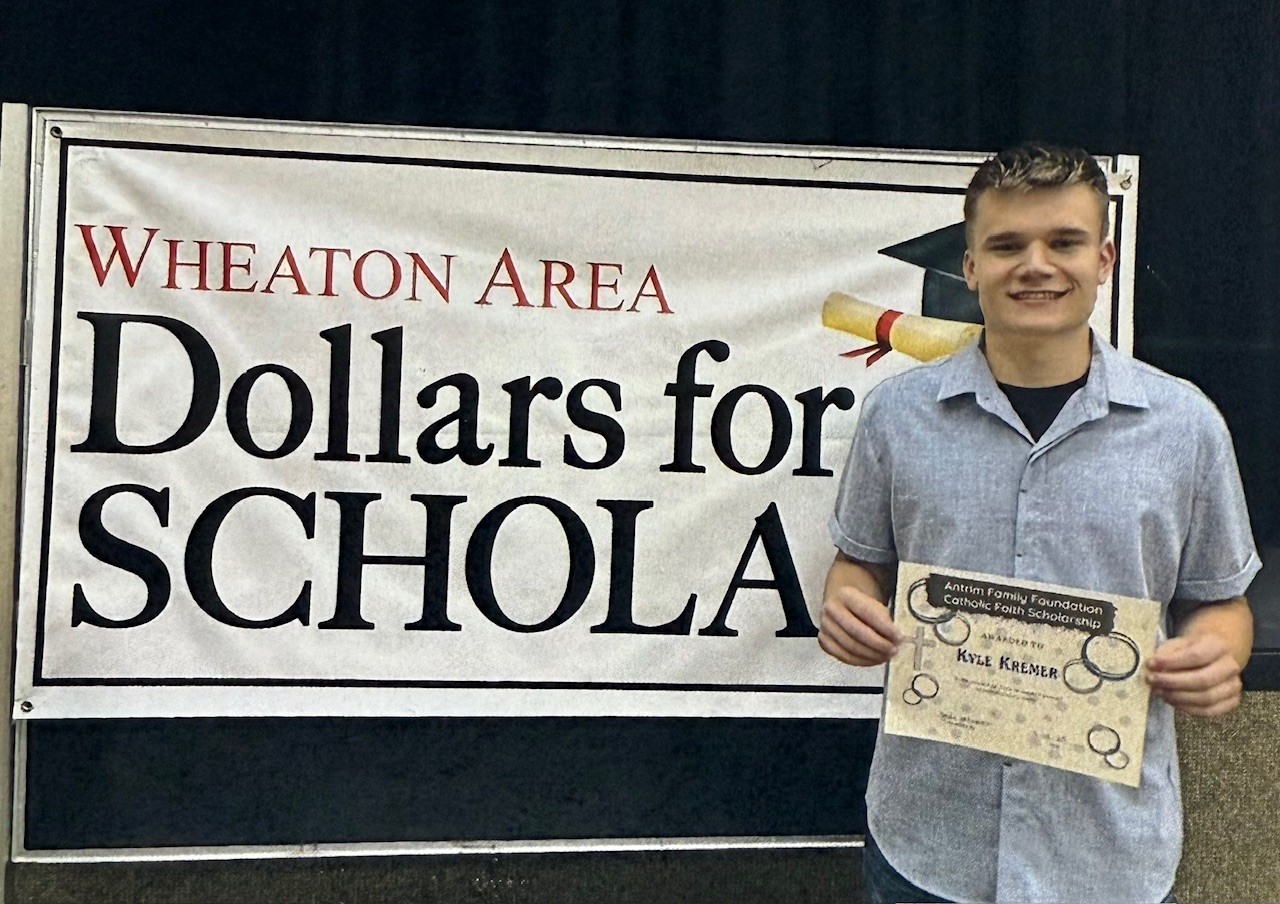 WHEATON AREA
Dollars for
SCHOLA
Antrim Family Foundation
Catholic Faith Scholarship
AWARDED TO
KYLE KREMER